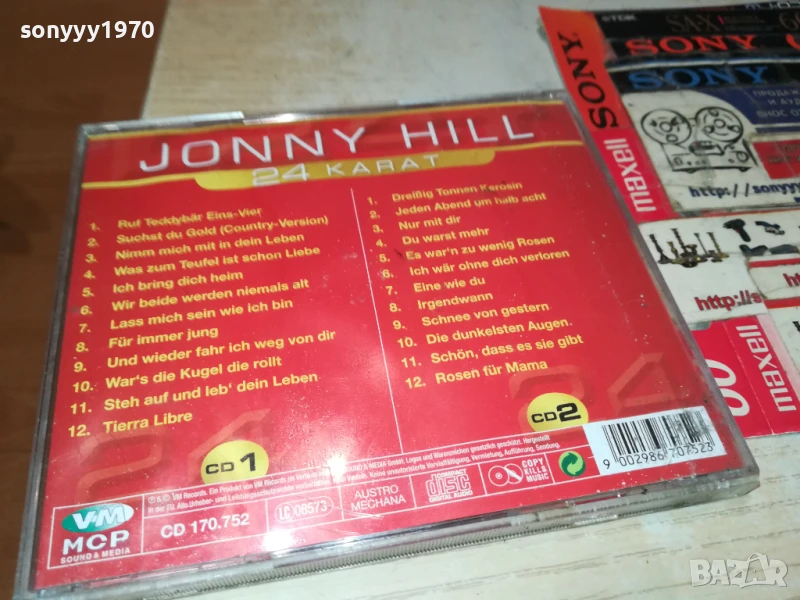 sonyyy1970
JONNY HILL
24 KARAT
1. Ruf Teddybär Eins-Vier
2. Suchst du Gold (Country-Version)
3. Nimm mich mit in dein Leben
4. Was zum Teufel ist schon Liebe
5. Ich bring dich heim
6. Wir beide werden niemals alt
7. Lass mich sein wie ich bin
8. Für immer jung
9. Und wieder fahr ich weg von dir
10. War's die Kugel die rollt
11. Steh auf und leb' dein Leben
12. Tierra Libre
CD 1
1. Dreißig Tonnen Kerosin
2. Jeden Abend um halb acht
3. Nur mit dir
4. Du warst mehr
5. Es war'n zu wenig Rosen
6. Ich wär ohne dich verloren
7. Eine wie du
8. Irgendwann
9. Schnee von gestern
10. Die dunkelsten Augen
11. Schön, dass es sie gibt
12. Rosen für Mama
CD 2
VM
MCP
SOUND & MEDIA
CD 170.752
LC 08573
AUSTRO
MECHANA
COMPACT
disc
DIGITAL AUDIO
COPY
KILLS
MUSIC
9 002986 707523
TDK
SA-X
SONY
SONY
SONY
maxell
http://sonyy
http://s
maxell
bazar